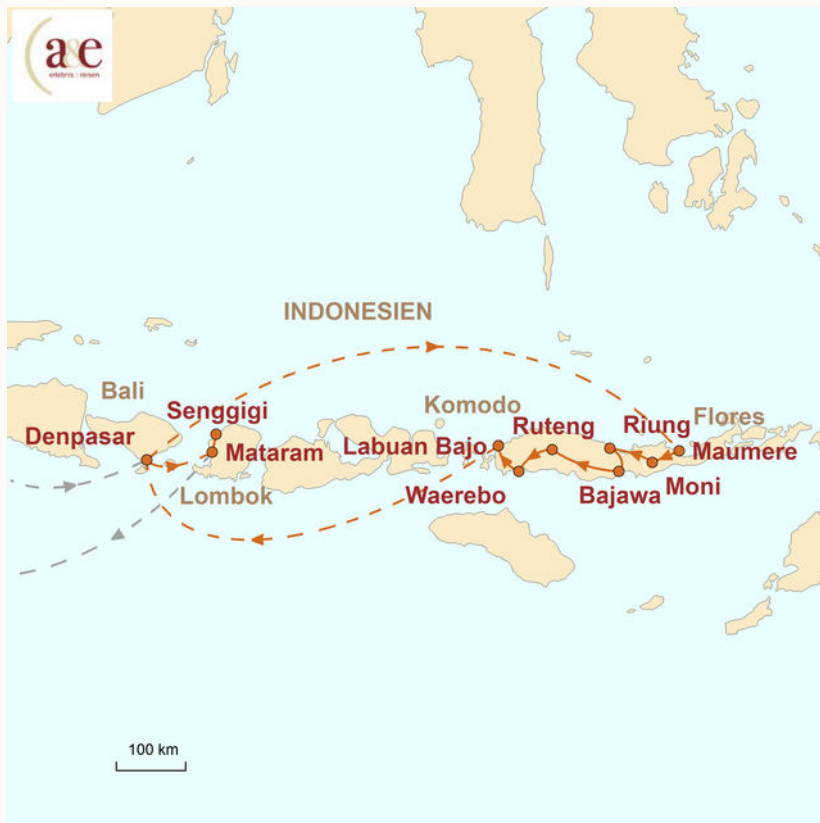 a&e
erlebnis : reisen
INDONESIEN
Bali
Senggigi
Komodo
Denpasar
Mataram
Labuan Bajo
Ruteng
Riung
Flores
Maumere
Lombok
Waerebo
Bajawa
Moni
100 km